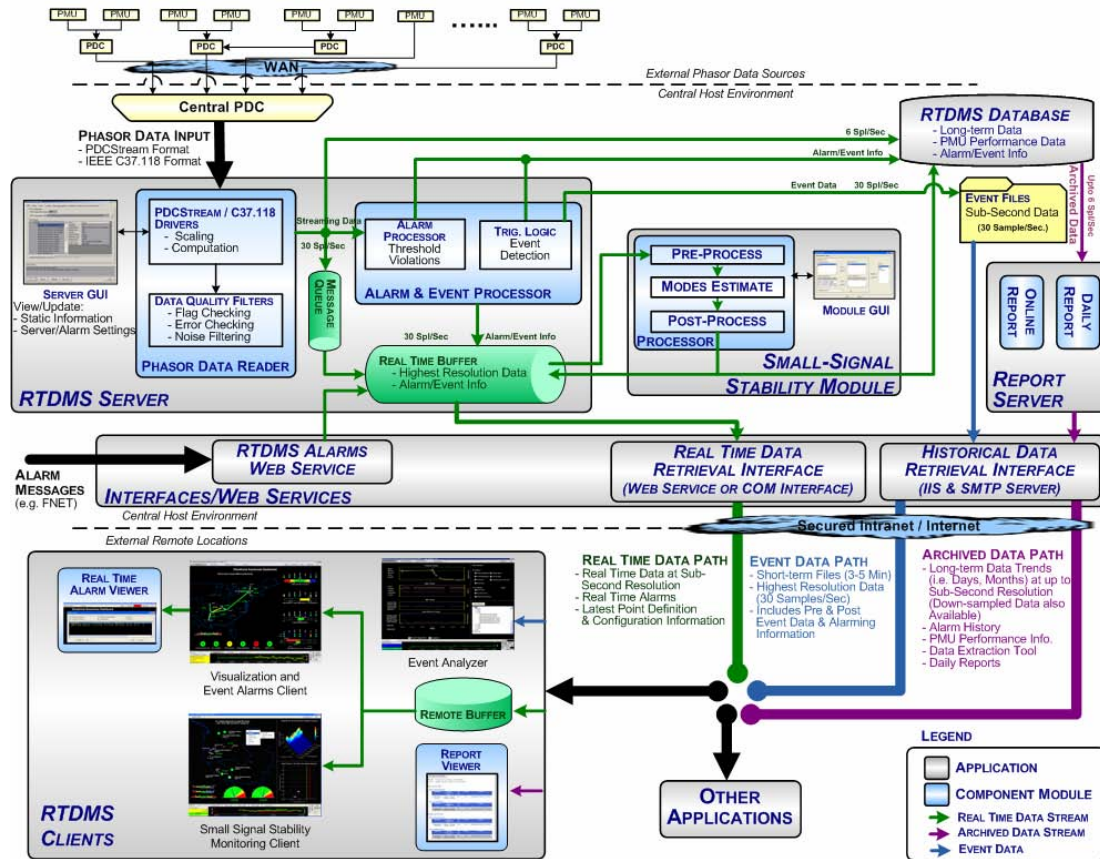 PMU PMU PMU PMU PMU PMU PMU PMU PMU
PDC PDC PDC PDC
WAN
External Phasor Data Sources
Central Host Environment
Central PDC
PHASOR DATA INPUT
- PDCStream Format
- IEEE C37.118 Format
6 Spl/Sec
Alarm/Event Info
Event Data 30 Spl/Sec
RTDMS DATABASE
- Long-term Data
- PMU Performance Data
- Alarm/Event Info
Upto 6 Spl/Sec
Archived Data
EVENT FILES
Sub-Second Data
(30 Sample/Sec.)
SERVER GUI
View/Update:
- Static Information
- Server/Alarm Settings
PDCSTREAM / C37.118
DRIVERS
- Scaling
- Computation
DATA QUALITY FILTERS
- Flag Checking
- Error Checking
- Noise Filtering
PHASOR DATA READER
RTDMS SERVER
Streaming Data
30 Spl/Sec
MESSAGE
QUEUE
ALARM
PROCESSOR
Threshold
Violations
TRIG. LOGIC
Event
Detection
ALARM & EVENT PROCESSOR
30 Spl/Sec
Alarm/Event Info
REAL TIME BUFFER
- Highest Resolution Data
- Alarm/Event Info
PRE-PROCESS
MODES ESTIMATE
POST-PROCESS
PROCESSOR
MODULE GUI
SMALL-SIGNAL
STABILITY MODULE
ONLINE
REPORT
DAILY
REPORT
REPORT
SERVER
ALARM
MESSAGES
(e.g. FNET)
RTDMS ALARMS
WEB SERVICE
INTERFACES/WEB SERVICES
REAL TIME DATA
RETRIEVAL INTERFACE
(WEB SERVICE OR COM INTERFACE)
HISTORICAL DATA
RETRIEVAL INTERFACE
(IIS & SMTP SERVER)
Central Host Environment
External Remote Locations
Secured Intranet / Internet
REAL TIME
ALARM VIEWER
Visualization and
Event Alarms Client
Event Analyzer
REMOTE BUFFER
REPORT
VIEWER
Small Signal Stability
Monitoring Client
RTDMS
CLIENTS
REAL TIME DATA PATH
- Real Time Data at Sub-
Second Resolution
- Real Time Alarms
- Latest Point Definition
& Configuration Information
EVENT DATA PATH
- Short-term Files (3-5 Min)
- Highest Resolution Data
(30 Samples/Sec)
- Includes Pre & Post
Event Data & Alarming
Information
ARCHIVED DATA PATH
- Long-term Data Trends
(i.e. Days, Months) at up to
Sub-Second Resolution
(Down-sampled Data also
Available)
- Alarm History
- PMU Performance Info.
- Data Extraction Tool
- Daily Reports
OTHER
APPLICATIONS
LEGEND
APPLICATION
COMPONENT MODULE
REAL TIME DATA STREAM
ARCHIVED DATA STREAM
EVENT DATA